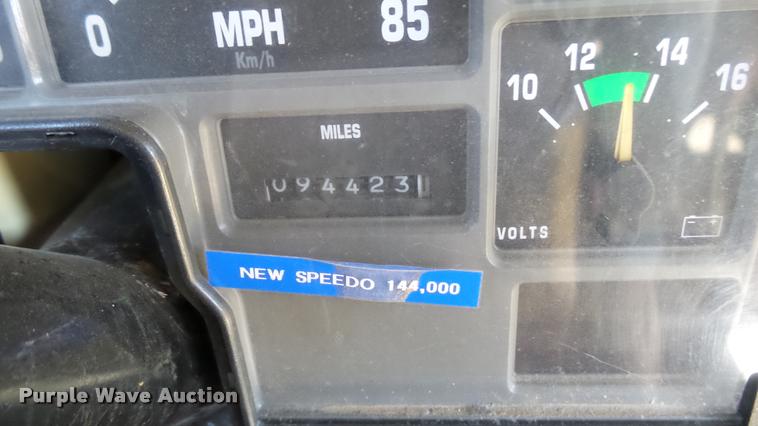 0 MPH 85
Km/h
10 12 14 16
MILES
094423
VOLTS
NEW SPEEDO 144,000
Purple Wave Auction